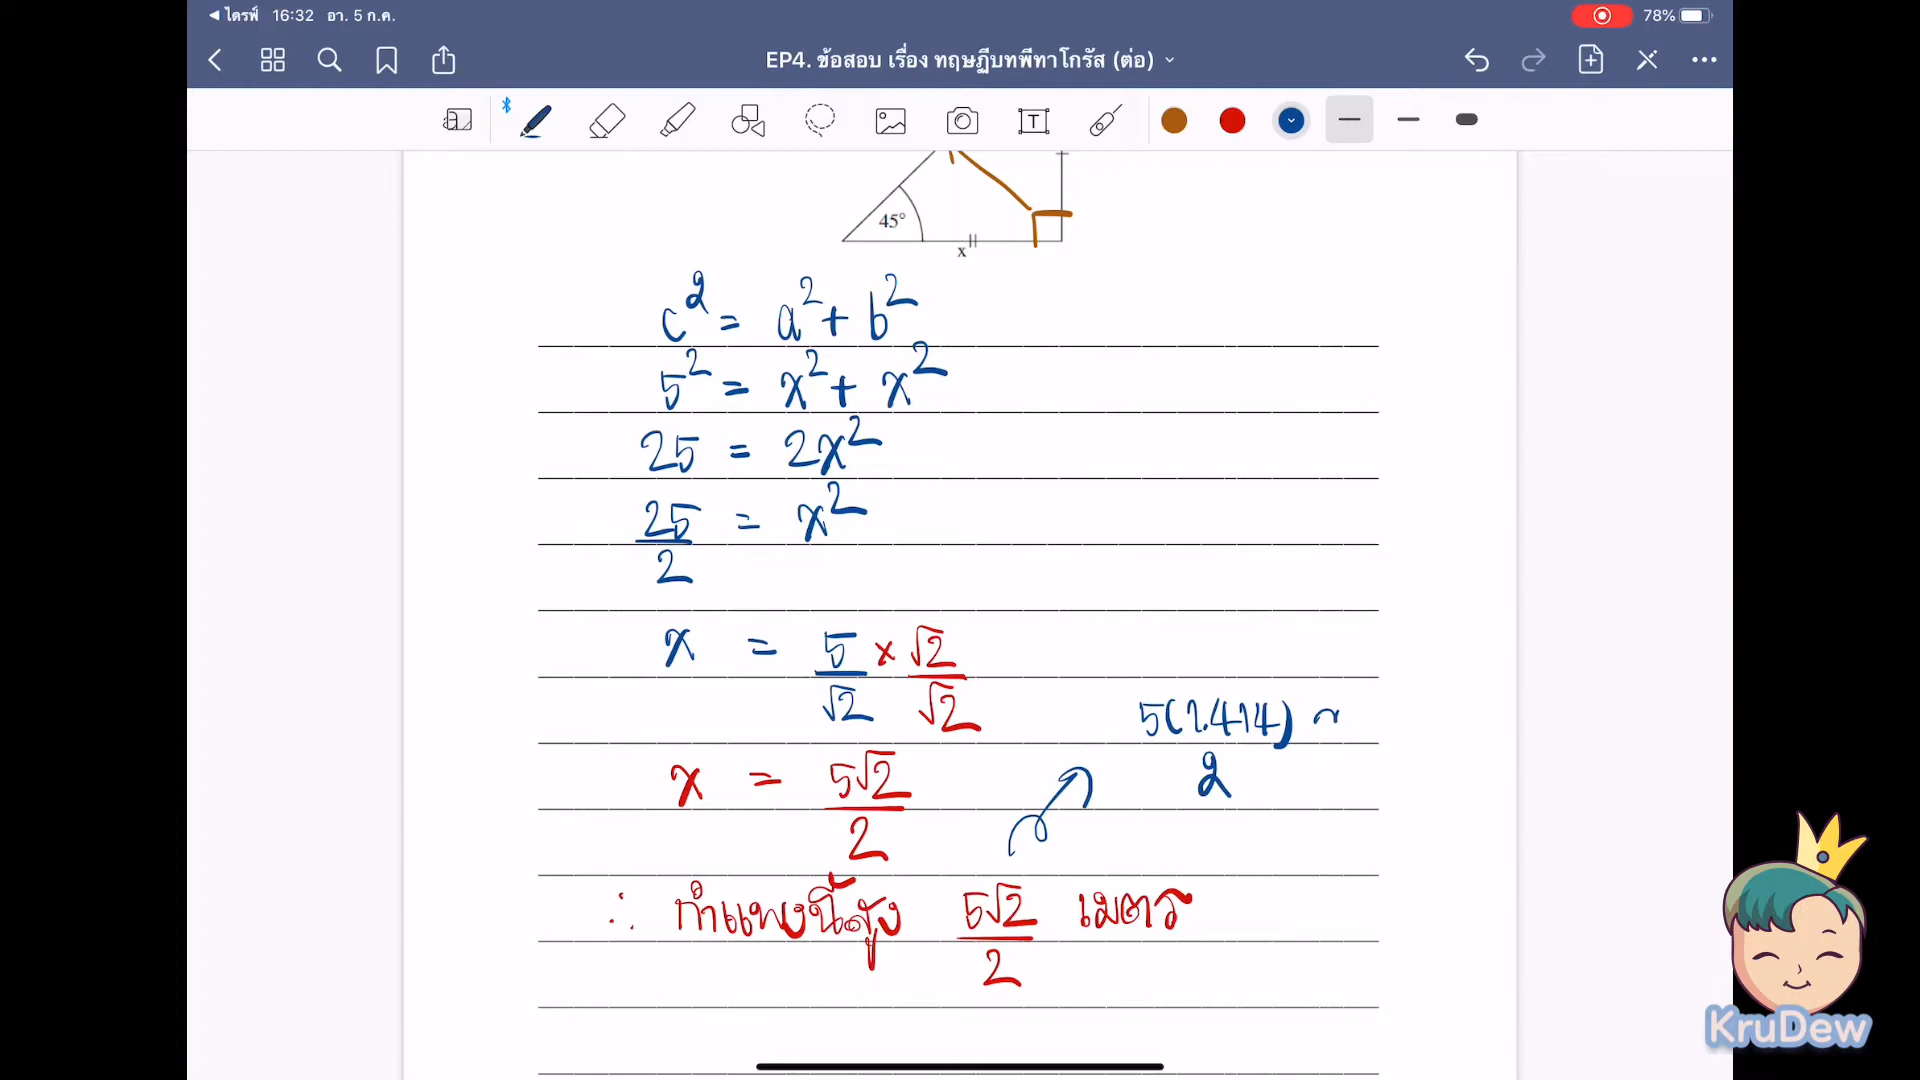 ไดรฟ์ 16:32 อา. 5 ก.ค. 78%
EP4. ข้อสอบ เรื่อง ทฤษฎีบทพีทาโกรัส (ต่อ)
T
45°
x
c² = a² + b²
5² = x² + x²
25 = 2x²
25/2 = x²
x = 5/√2 × √2/√2
5(1.414)/2 ~
x = 5√2/2
∴ กำแพงนี้สูง 5√2/2 เมตร
KruDew